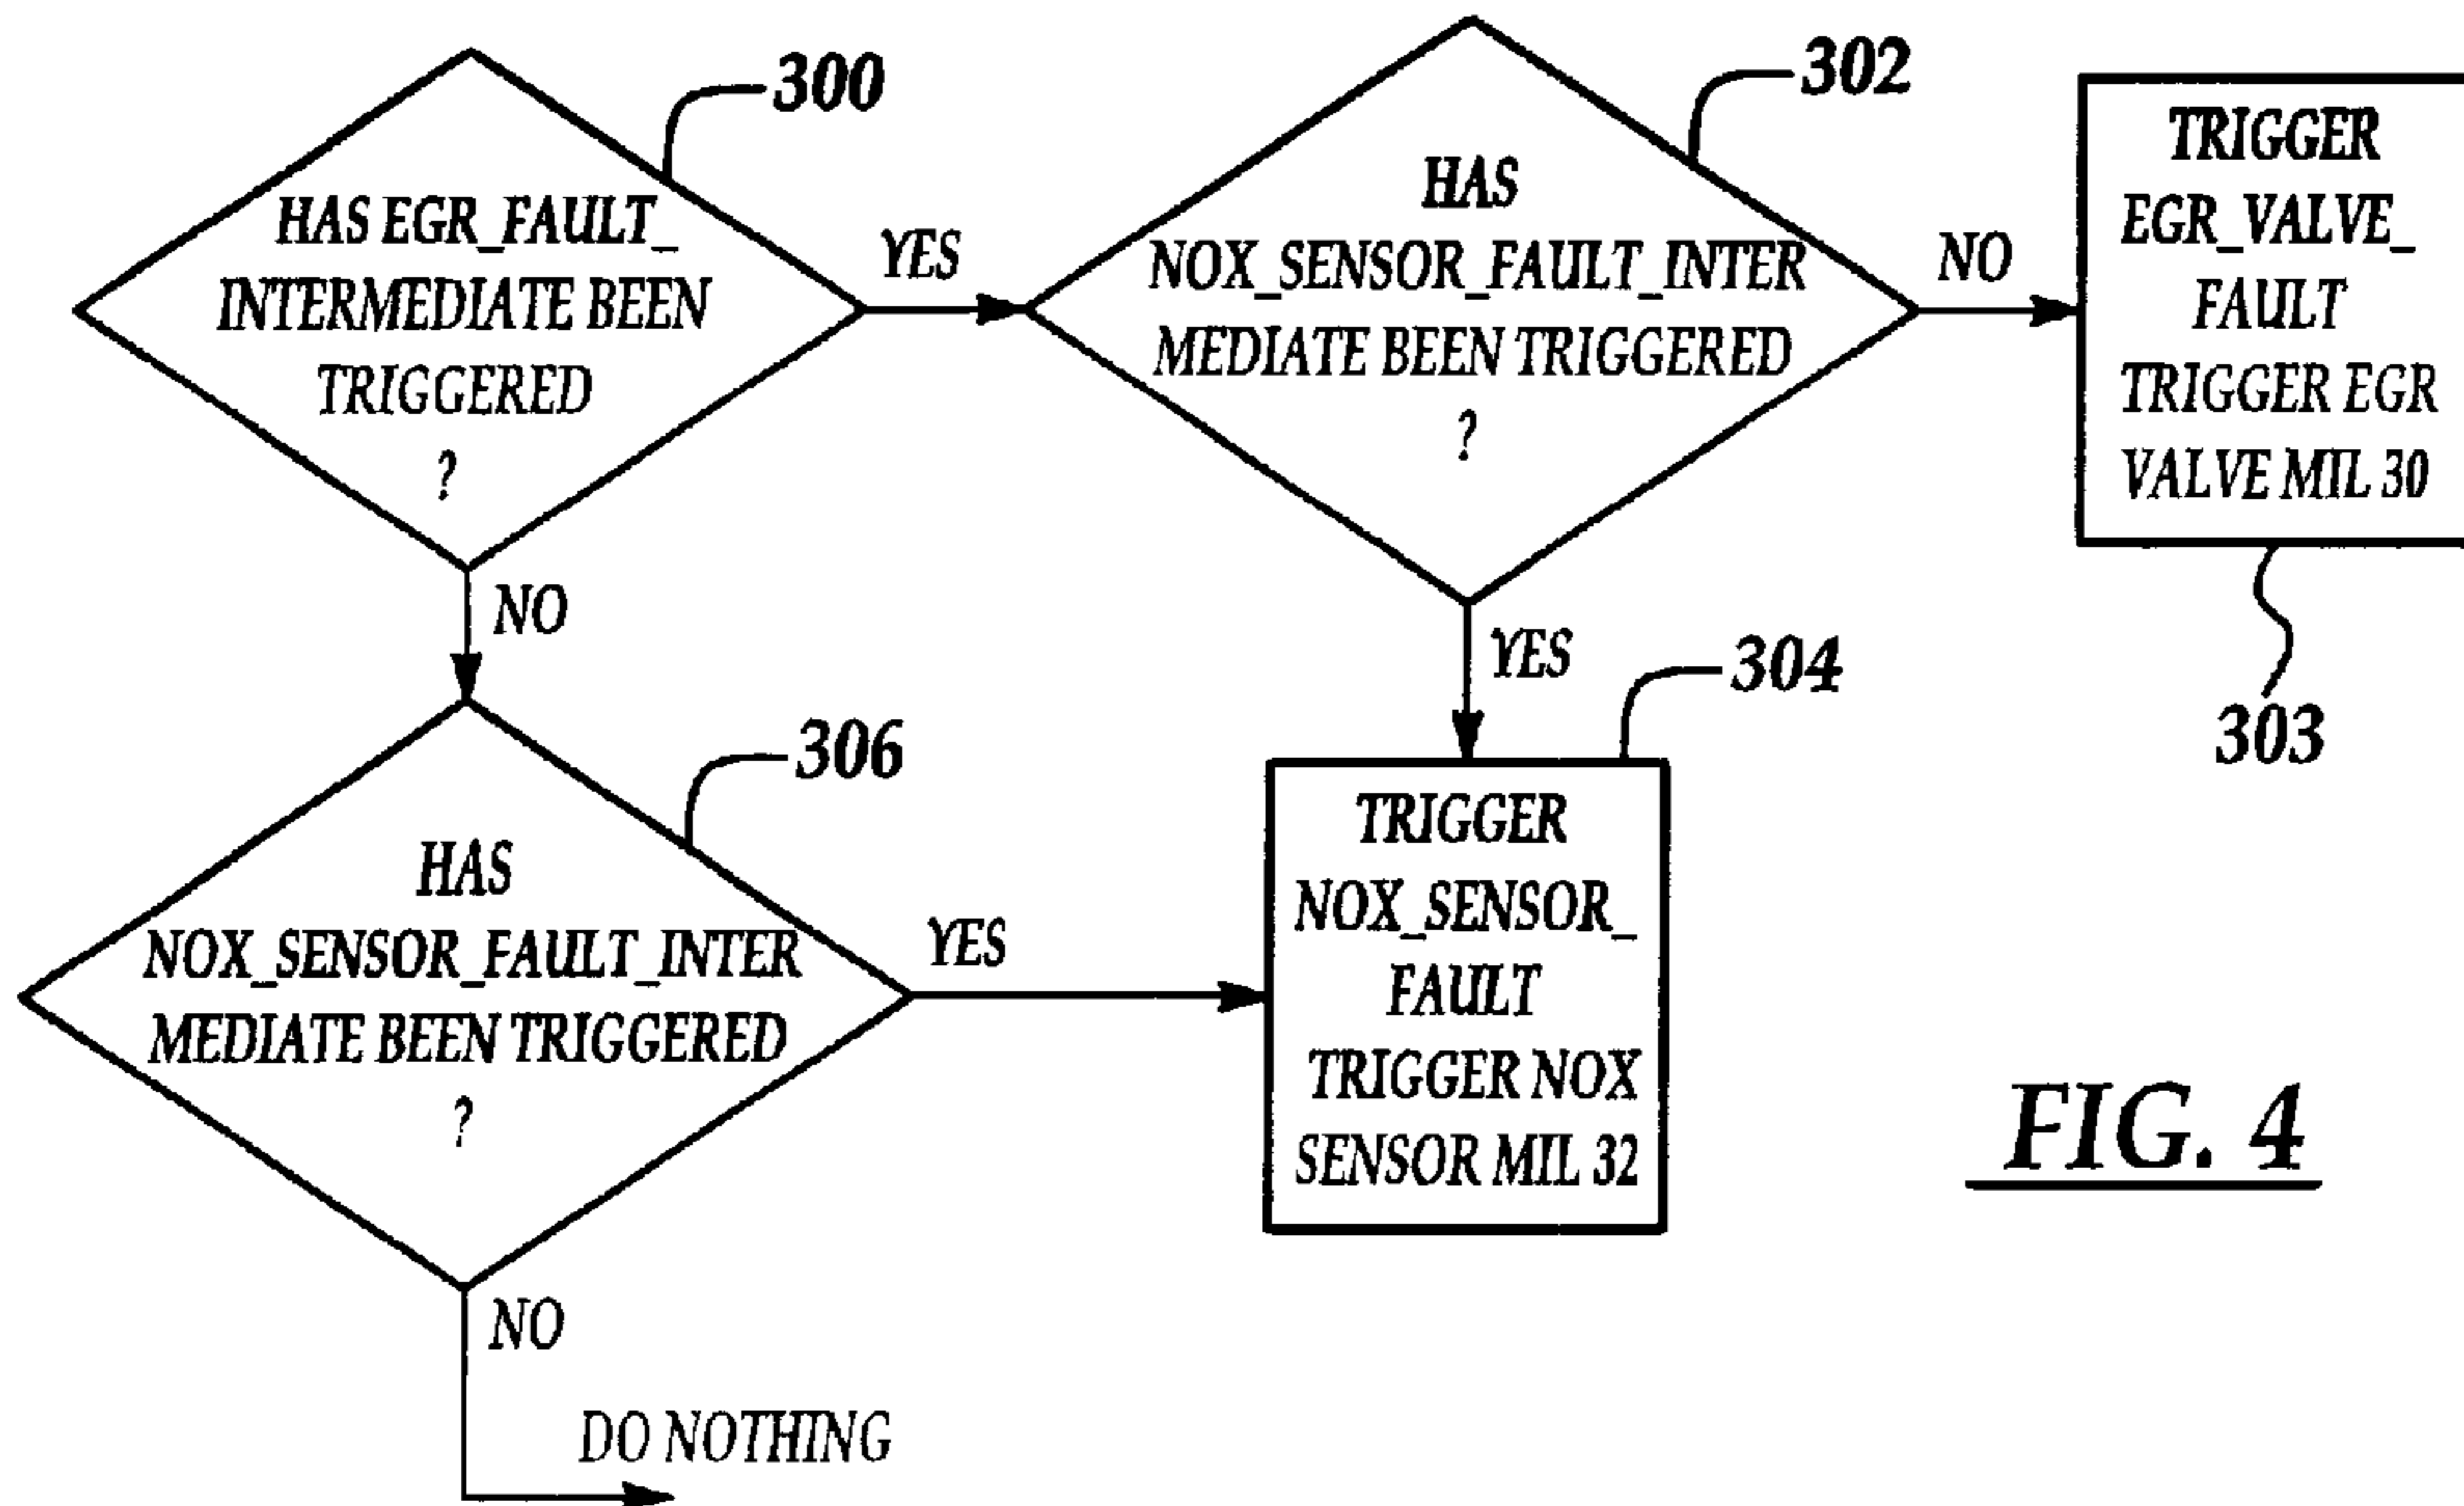 300
HAS EGR_FAULT_
INTERMEDIATE BEEN
TRIGGERED
?
YES
NO
302
HAS
NOX_SENSOR_FAULT_INTER
MEDIATE BEEN TRIGGERED
?
NO
YES
TRIGGER
EGR_VALVE_
FAULT
TRIGGER EGR
VALVE MIL 30
303
306
HAS
NOX_SENSOR_FAULT_INTER
MEDIATE BEEN TRIGGERED
?
YES
NO
DO NOTHING
304
TRIGGER
NOX_SENSOR_
FAULT
TRIGGER NOX
SENSOR MIL 32
FIG. 4